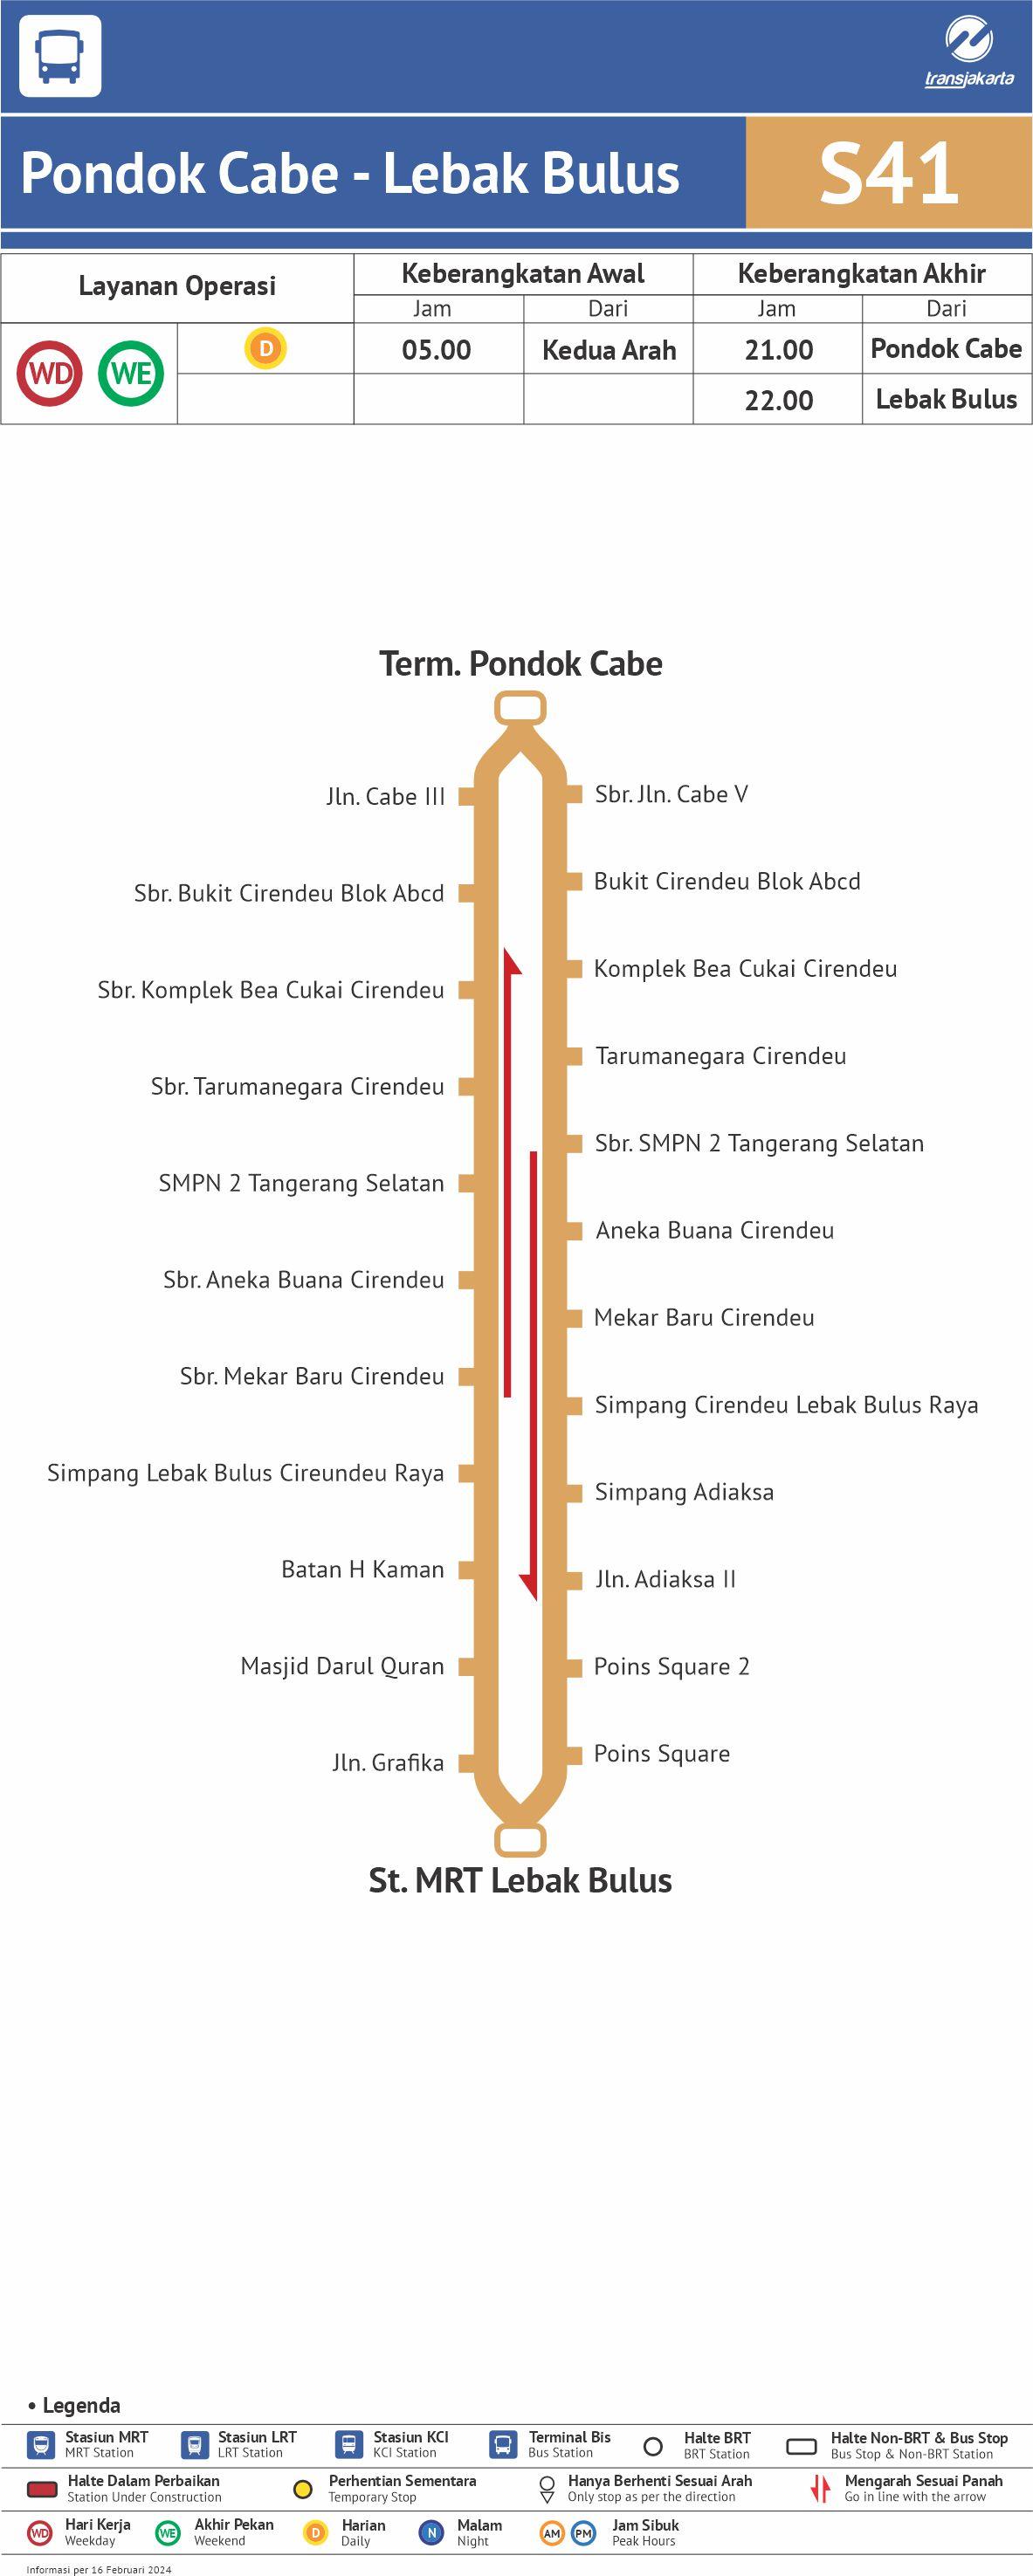 transjakarta
Pondok Cabe - Lebak Bulus
S41
Layanan Operasi
Keberangkatan Awal
Keberangkatan Akhir
Jam
Dari
Jam
Dari
WD
WE
D
05.00
Kedua Arah
21.00
Pondok Cabe
22.00
Lebak Bulus
Term. Pondok Cabe
Jln. Cabe III
Sbr. Bukit Cirendeu Blok Abcd
Sbr. Komplek Bea Cukai Cirendeu
Sbr. Tarumanegara Cirendeu
SMPN 2 Tangerang Selatan
Sbr. Aneka Buana Cirendeu
Sbr. Mekar Baru Cirendeu
Simpang Lebak Bulus Cireundeu Raya
Batan H Kaman
Masjid Darul Quran
Jln. Grafika
Sbr. Jln. Cabe V
Bukit Cirendeu Blok Abcd
Komplek Bea Cukai Cirendeu
Tarumanegara Cirendeu
Sbr. SMPN 2 Tangerang Selatan
Aneka Buana Cirendeu
Mekar Baru Cirendeu
Simpang Cirendeu Lebak Bulus Raya
Simpang Adiaksa
Jln. Adiaksa II
Poins Square 2
Poins Square
St. MRT Lebak Bulus
• Legenda
Stasiun MRT
MRT Station
Stasiun LRT
LRT Station
Stasiun KCI
KCI Station
Terminal Bis
Bus Station
Halte BRT
BRT Station
Halte Non-BRT & Bus Stop
Bus Stop & Non-BRT Station
Halte Dalam Perbaikan
Station Under Construction
Perhentian Sementara
Temporary Stop
Hanya Berhenti Sesuai Arah
Only stop as per the direction
Mengarah Sesuai Panah
Go in line with the arrow
WD
Hari Kerja
Weekday
WE
Akhir Pekan
Weekend
D
Harian
Daily
N
Malam
Night
AM
PM
Jam Sibuk
Peak Hours
Informasi per 16 Februari 2024